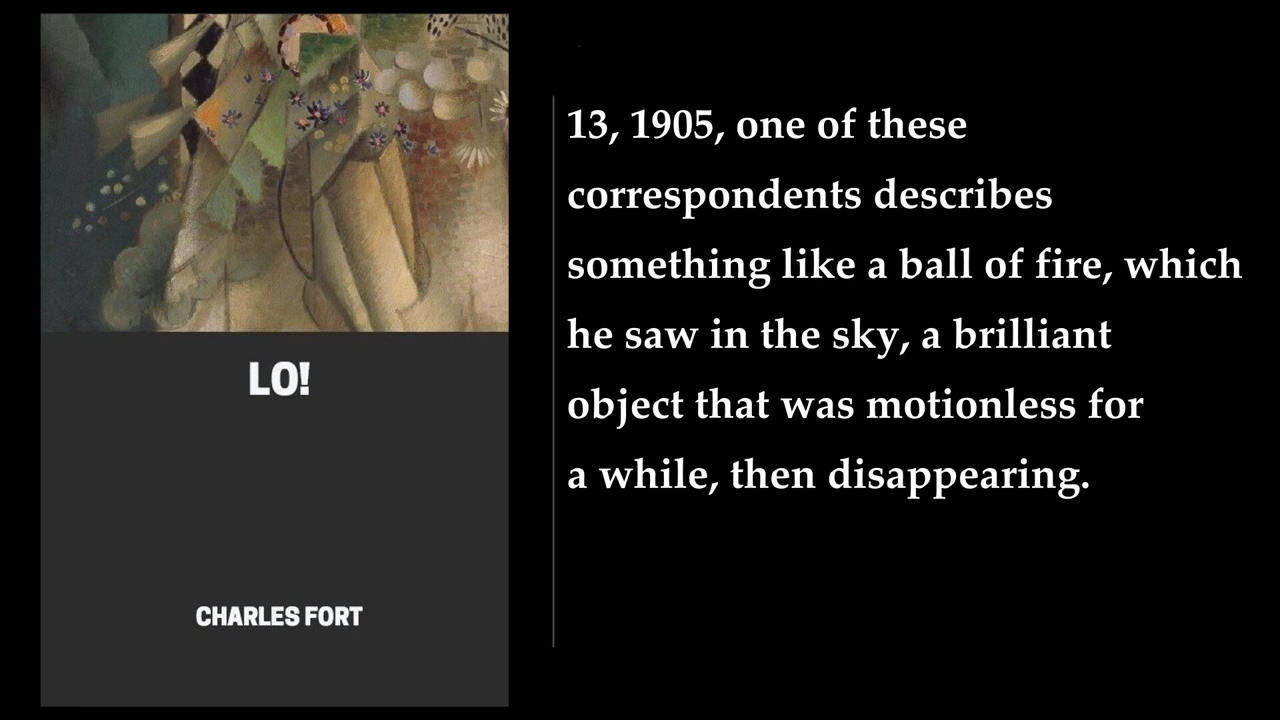 LO!
CHARLES FORT
13, 1905, one of these
correspondents describes
something like a ball of fire, which
he saw in the sky, a brilliant
object that was motionless for
a while, then disappearing.